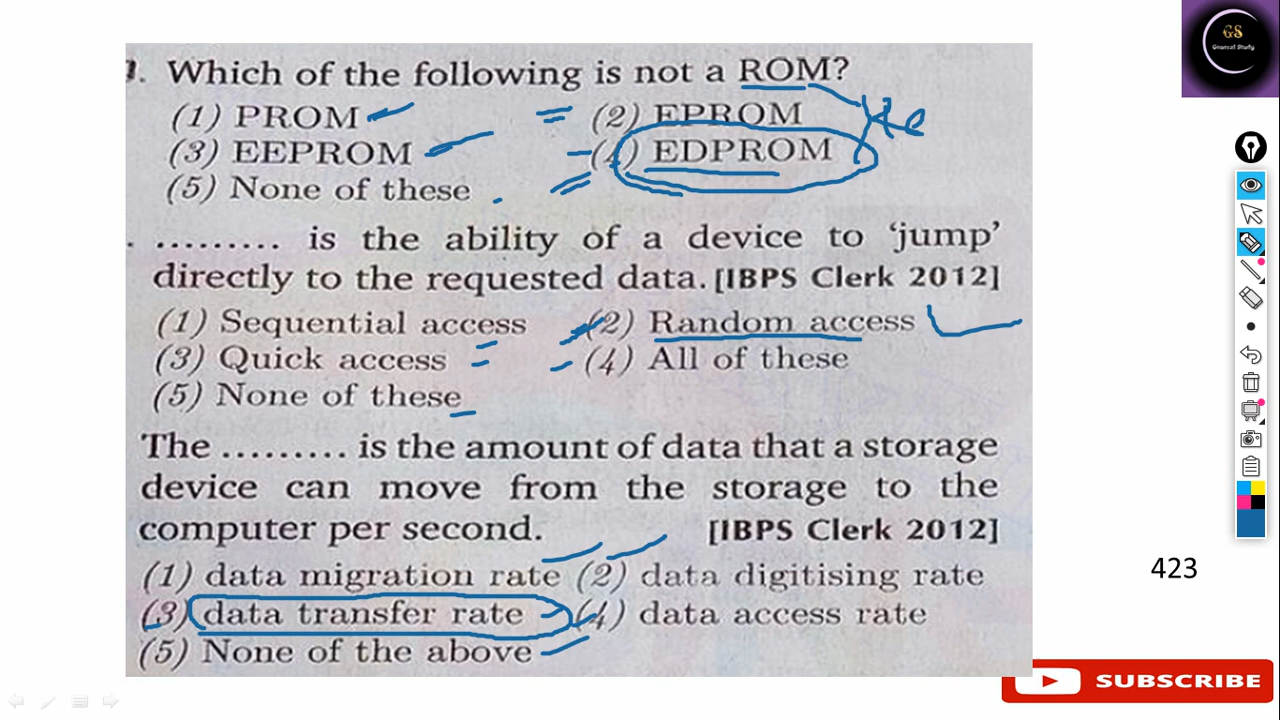 GS
General Study
. Which of the following is not a ROM?
(1) PROM (2) EPROM
(3) EEPROM (4) EDPROM
(5) None of these
. ......... is the ability of a device to ‘jump’
directly to the requested data. [IBPS Clerk 2012]
(1) Sequential access (2) Random access
(3) Quick access (4) All of these
(5) None of these
The ......... is the amount of data that a storage
device can move from the storage to the
computer per second. [IBPS Clerk 2012]
(1) data migration rate (2) data digitising rate
(3) data transfer rate (4) data access rate
(5) None of the above
423
SUBSCRIBE